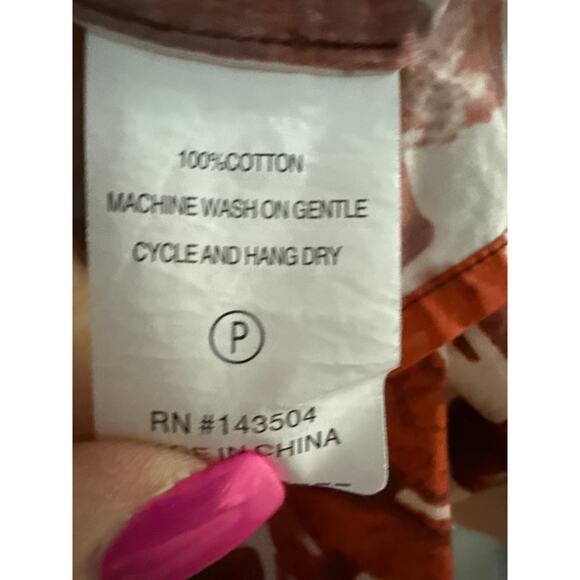 100%COTTON
MACHINE WASH ON GENTLE
CYCLE AND HANG DRY
P
RN #143504
IN CHINA